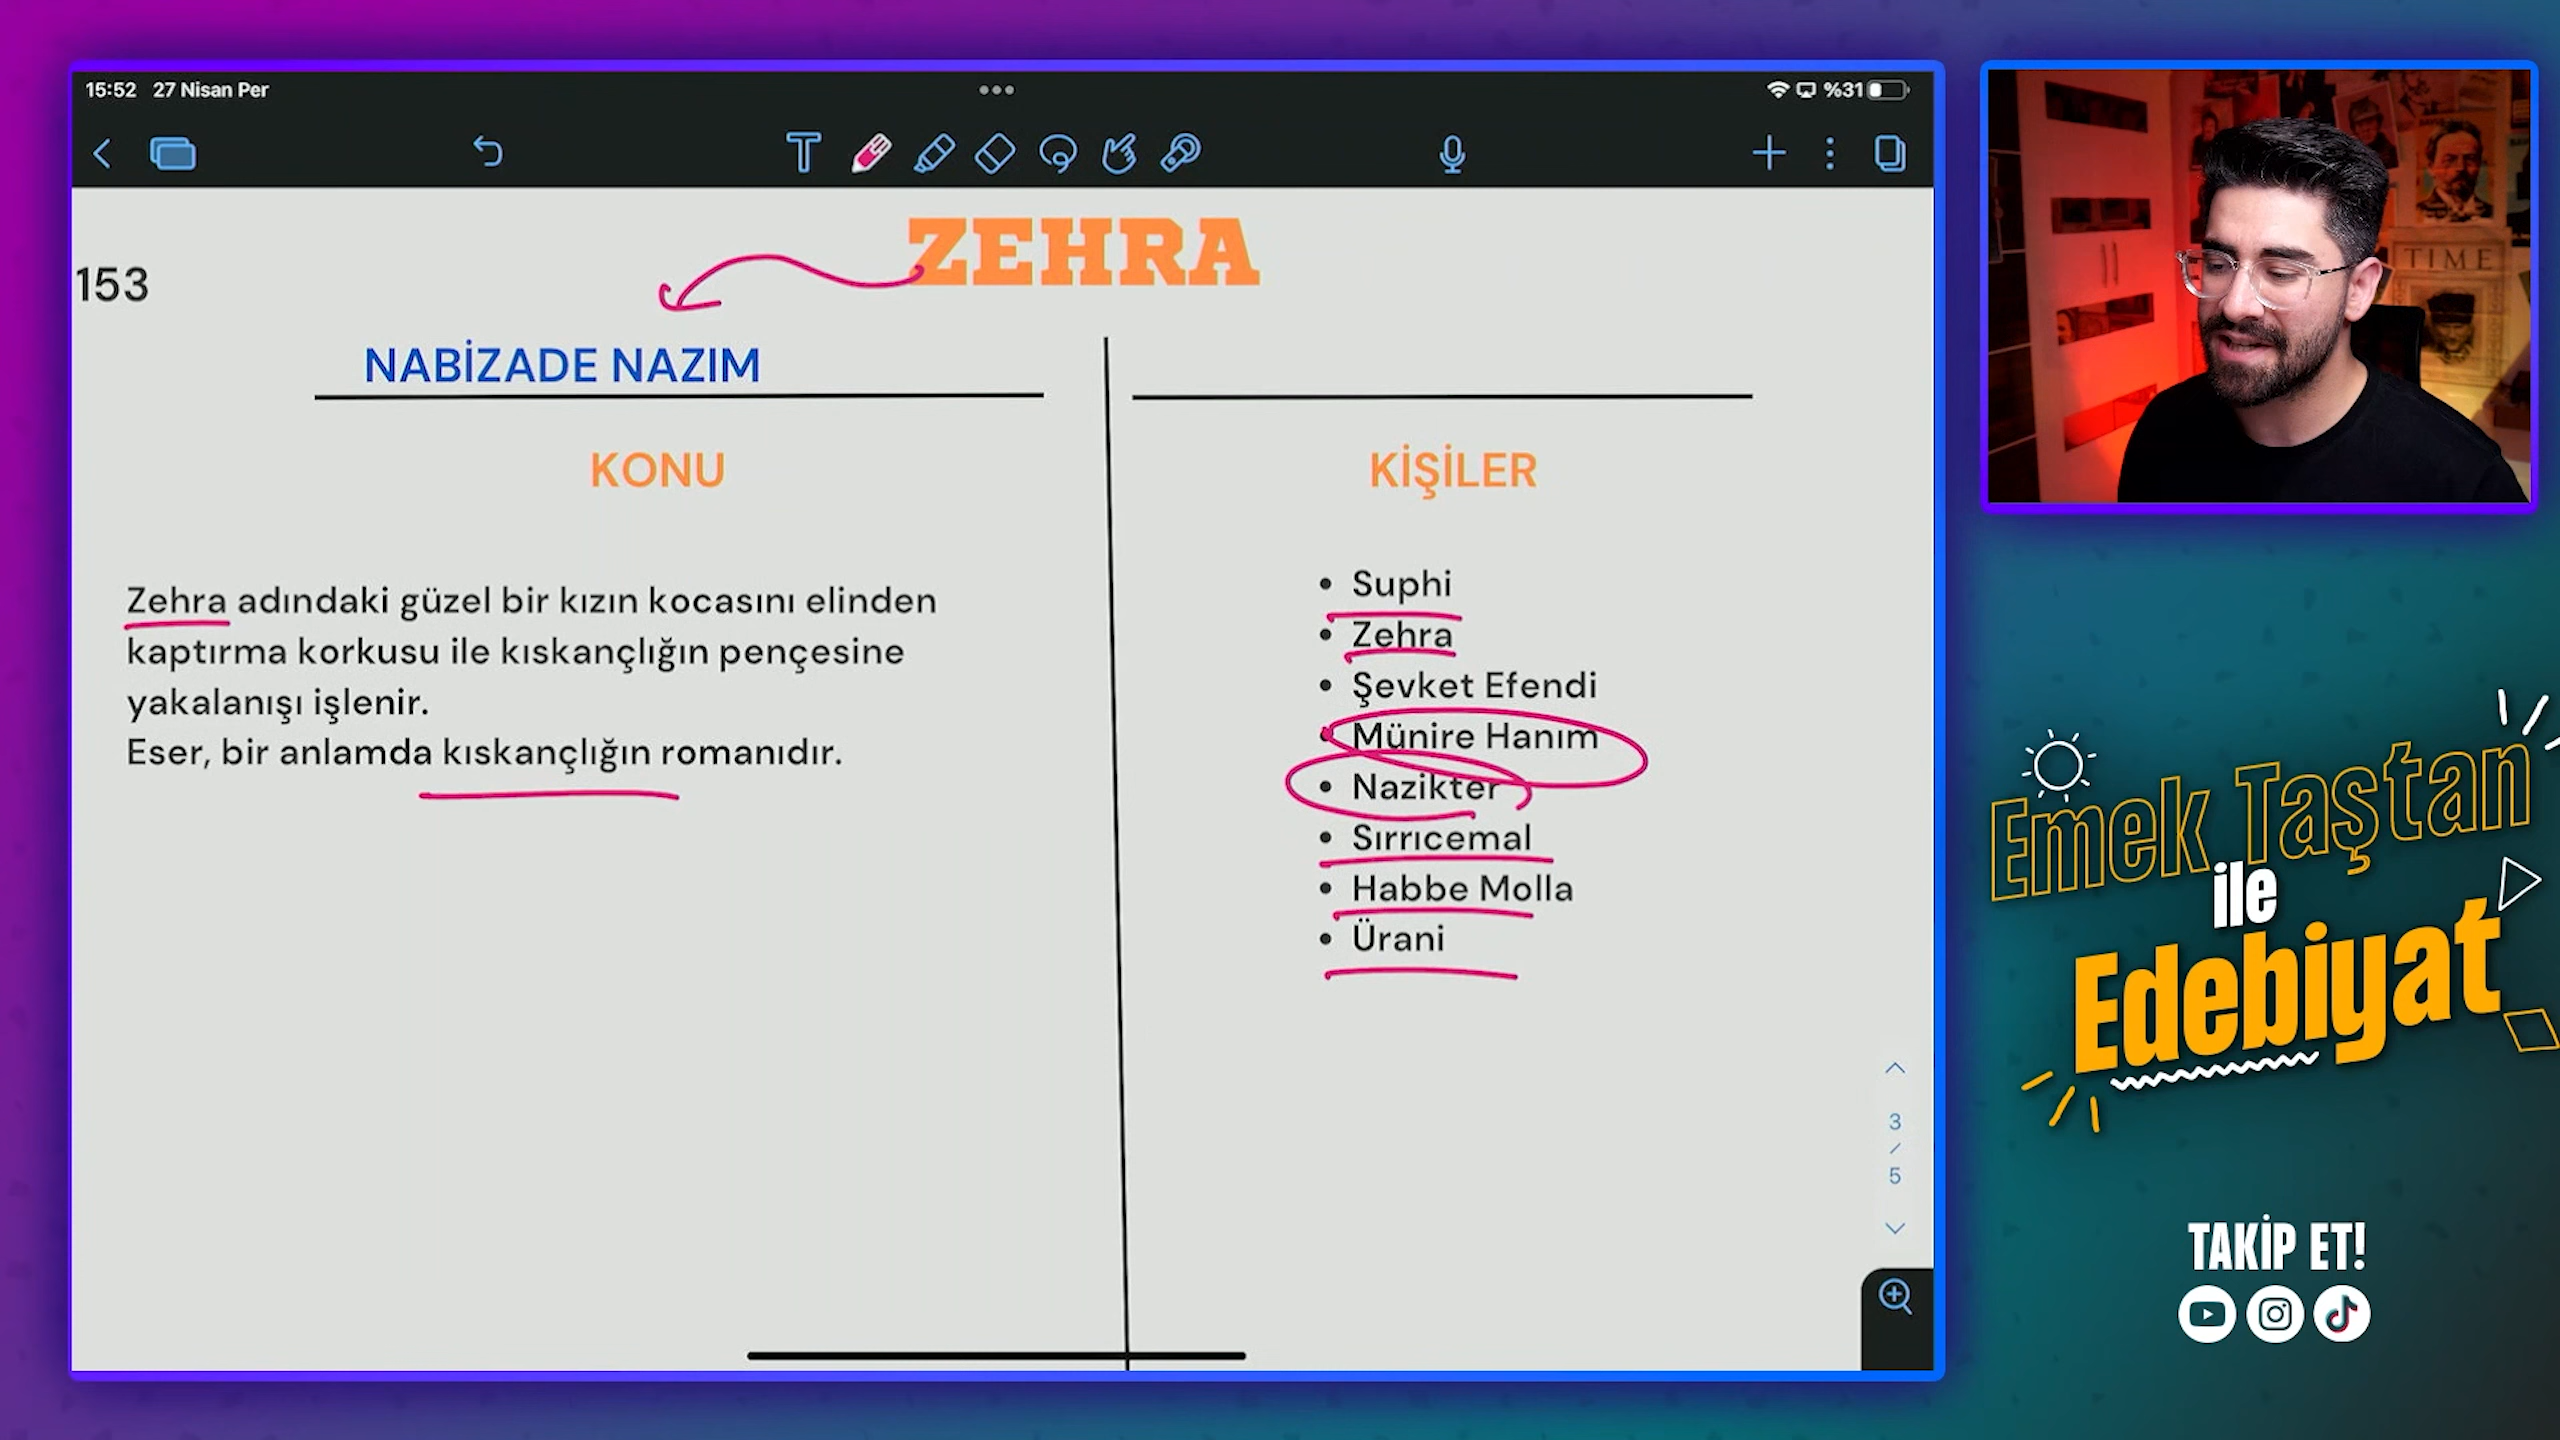 15:52 27 Nisan Per
%31
ZEHRA
153
NABİZADE NAZIM
KONU
Zehra adındaki güzel bir kızın kocasını elinden
kaptırma korkusu ile kıskançlığın pençesine
yakalanışı işlenir.
Eser, bir anlamda kıskançlığın romanıdır.
KİŞİLER
• Suphi
• Zehra
• Şevket Efendi
• Münire Hanım
• Nazikter
• Sırrıcemal
• Habbe Molla
• Ürani
3
/
5
TIME
Emek Taştan
ile
Edebiyat
TAKİP ET!